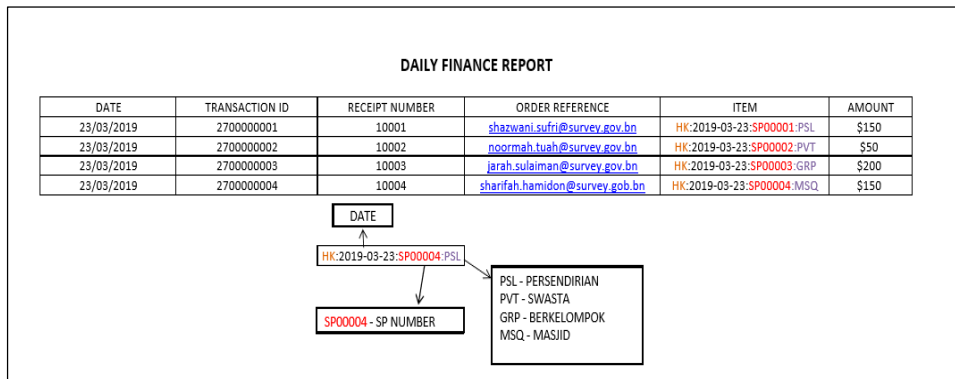 DAILY FINANCE REPORT
DATE TRANSACTION ID RECEIPT NUMBER ORDER REFERENCE ITEM AMOUNT
23/03/2019 2700000001 10001 shazwani.sufri@survey.gov.bn HK:2019-03-23:SP00001:PSL $150
23/03/2019 2700000002 10002 noormah.tuah@survey.gov.bn HK:2019-03-23:SP00002:PVT $50
23/03/2019 2700000003 10003 jarah.sulaiman@survey.gov.bn HK:2019-03-23:SP00003:GRP $200
23/03/2019 2700000004 10004 sharifah.hamidon@survey.gob.bn HK:2019-03-23:SP00004:MSQ $150
DATE
HK:2019-03-23:SP00004:PSL
PSL - PERSENDIRIAN
PVT - SWASTA
GRP - BERKELOMPOK
MSQ - MASJID
SP00004 - SP NUMBER